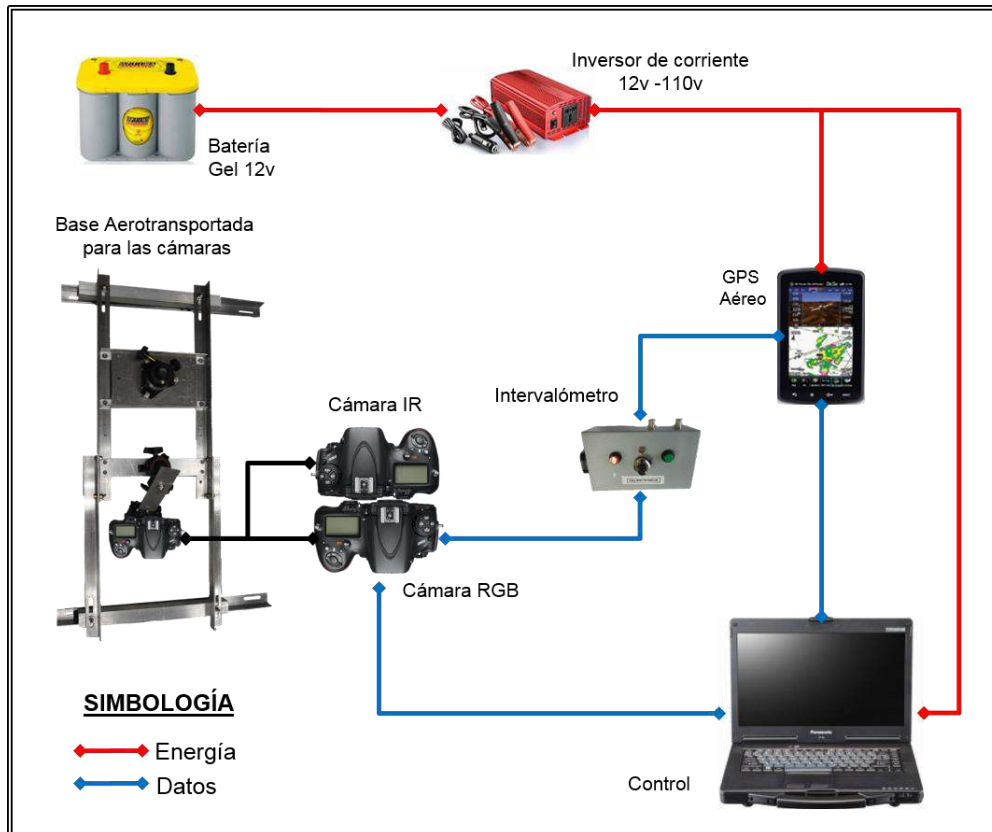 Inversor de corriente
12v -110v
Batería
Gel 12v
Base Aerotransportada
para las cámaras
GPS
Aéreo
Cámara IR
Intervalómetro
Cámara RGB
Panasonic
Control
SIMBOLOGÍA
Energía
Datos